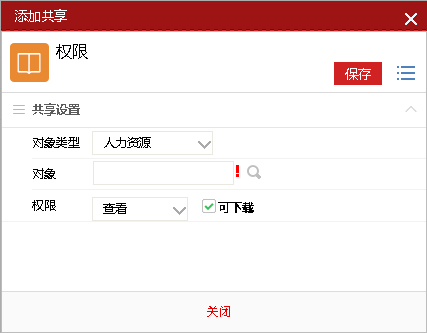 添加共享
权限
保存
共享设置
对象类型 人力资源
对象 !
权限 查看 可下载
关闭